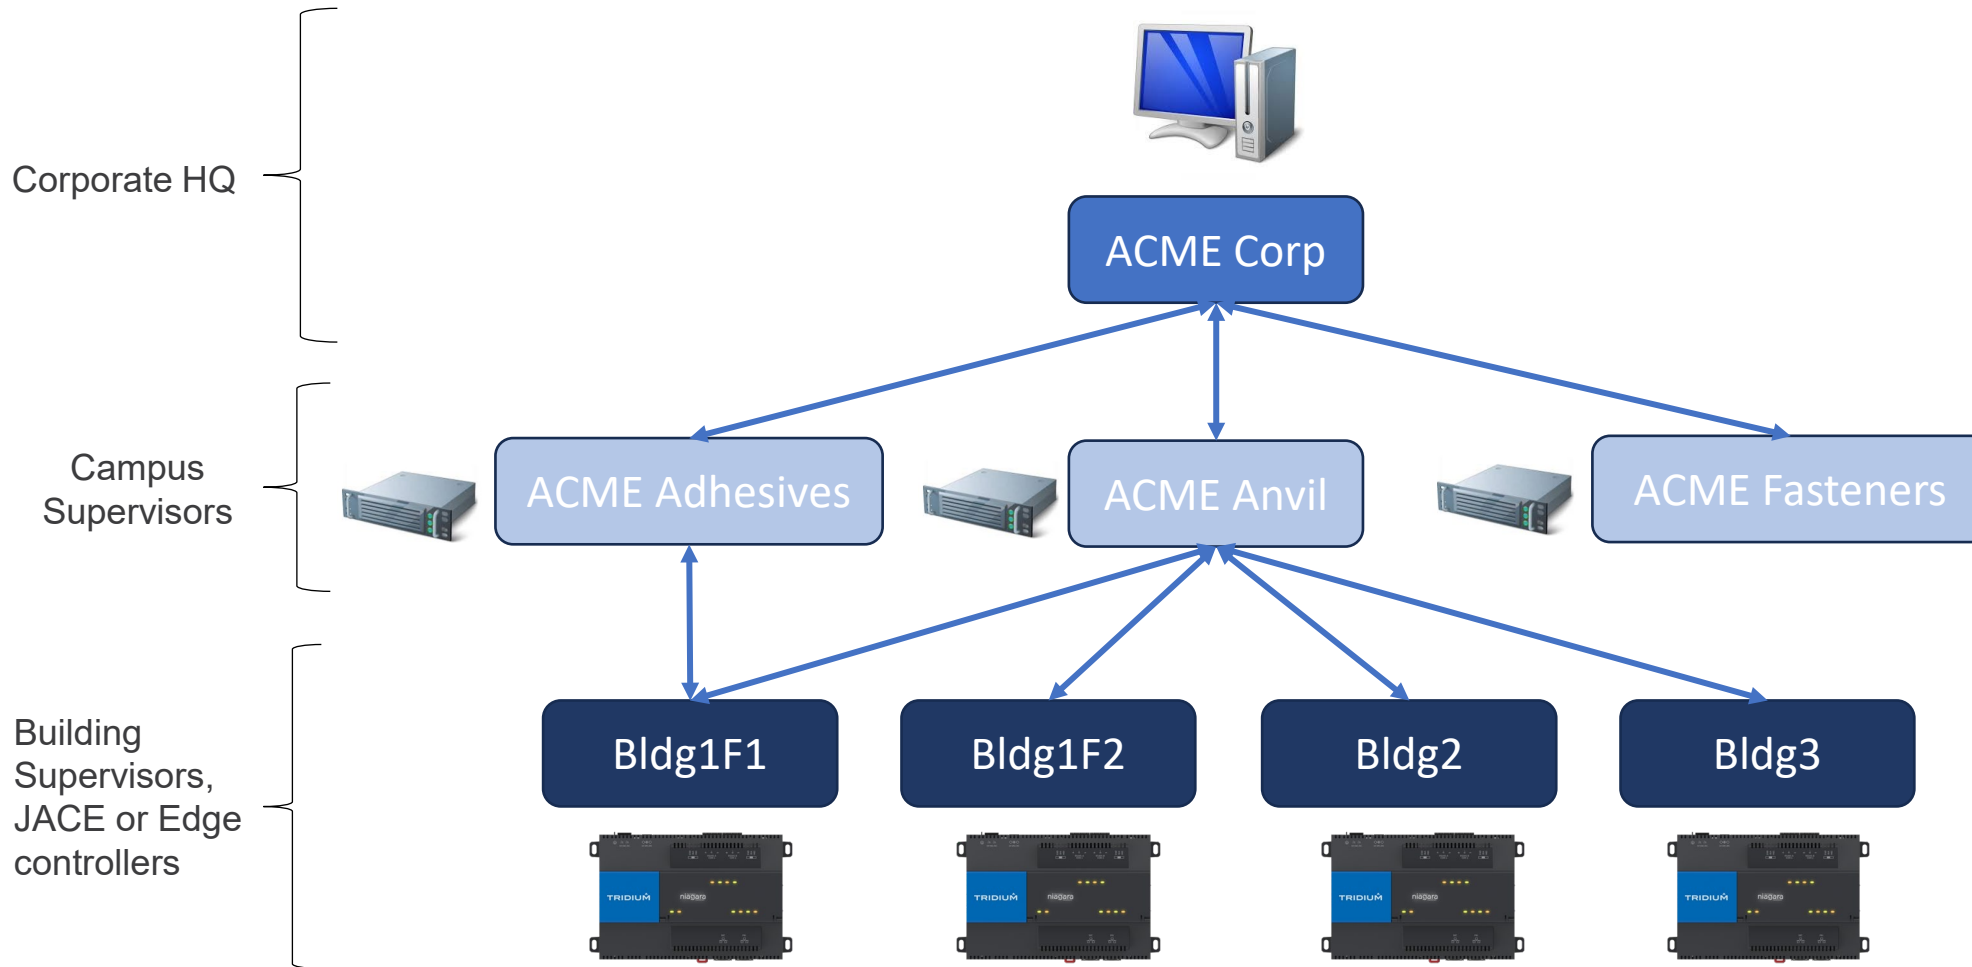 Corporate HQ
ACME Corp
Campus
Supervisors
ACME Adhesives
ACME Anvil
ACME Fasteners
Building
Supervisors,
JACE or Edge
controllers
Bldg1F1
Bldg1F2
Bldg2
Bldg3
TRIDIUM
niagara
TRIDIUM
niagara
TRIDIUM
niagara
TRIDIUM
niagara